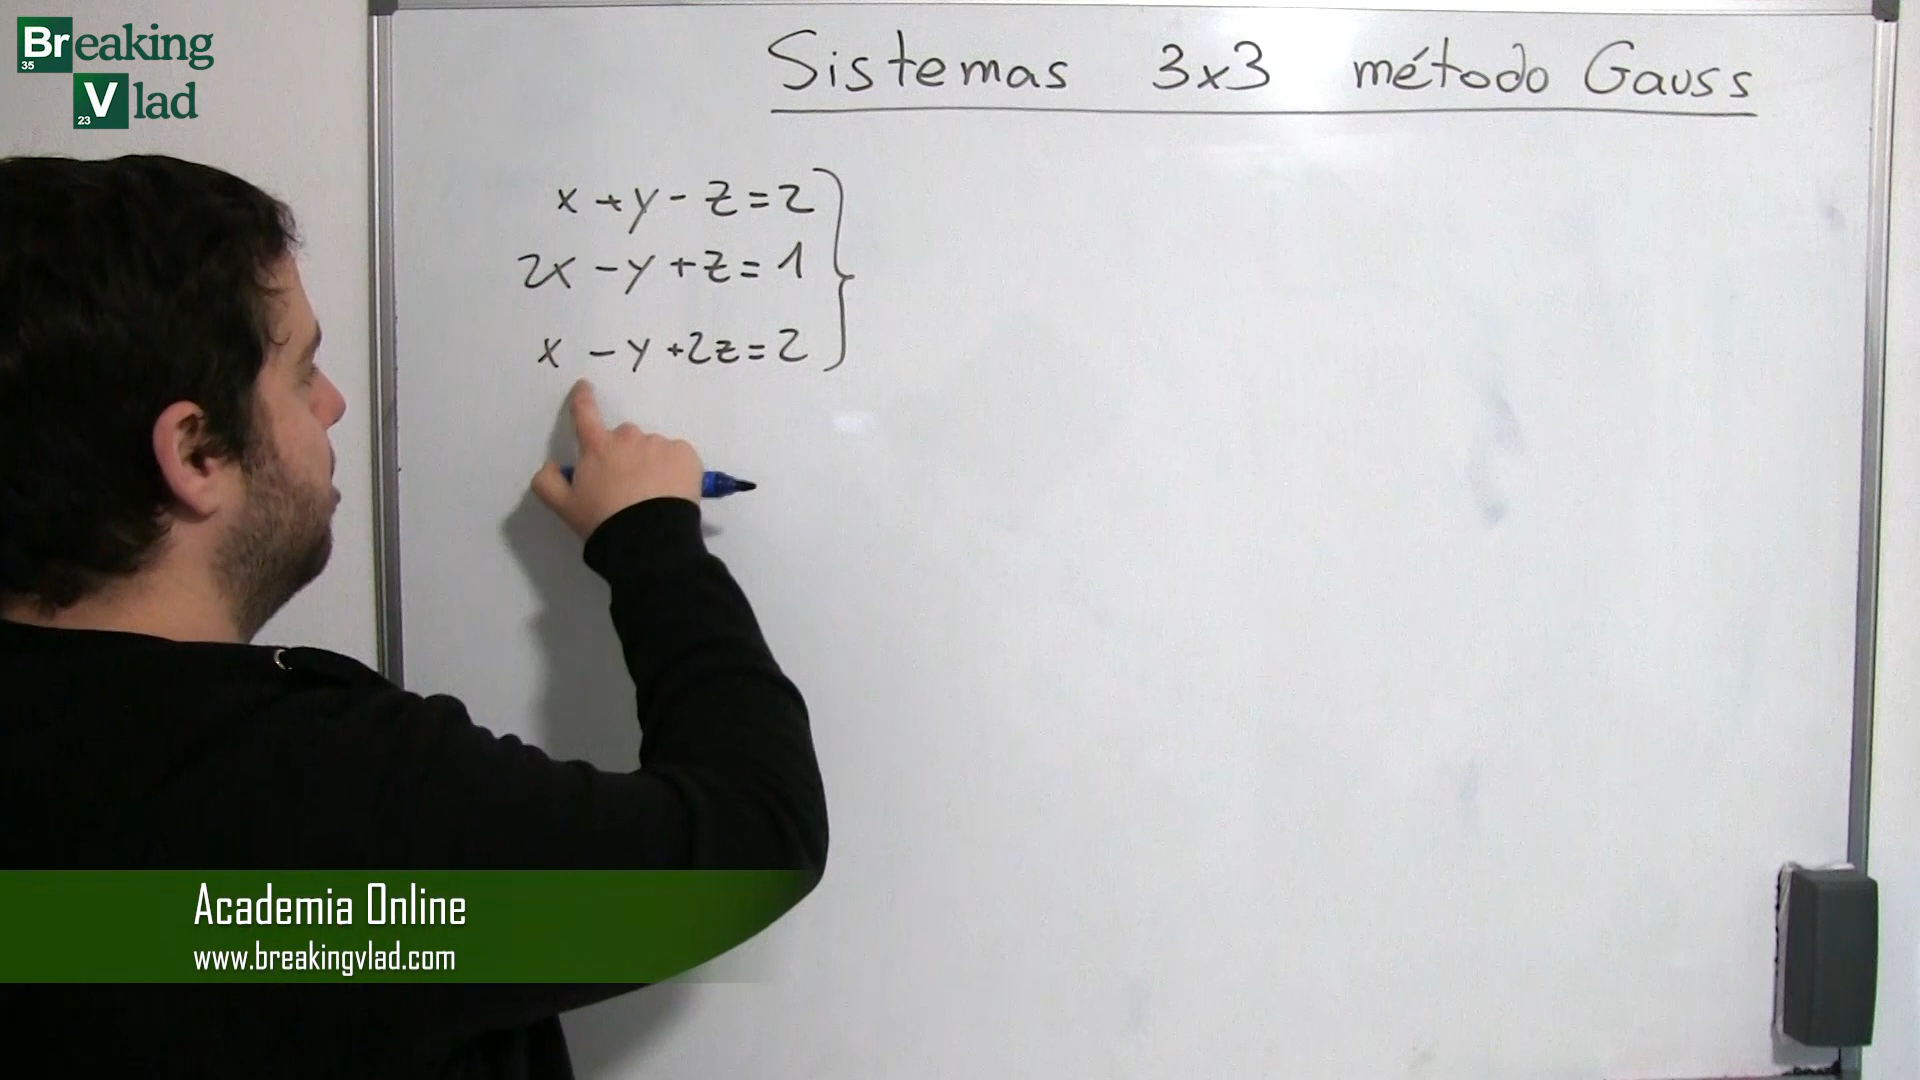 Breaking
35
Vlad
23
Sistemas 3x3 método Gauss
x + y - z = 2
2x - y + z = 1
x - y + 2z = 2
Academia Online
www.breakingvlad.com